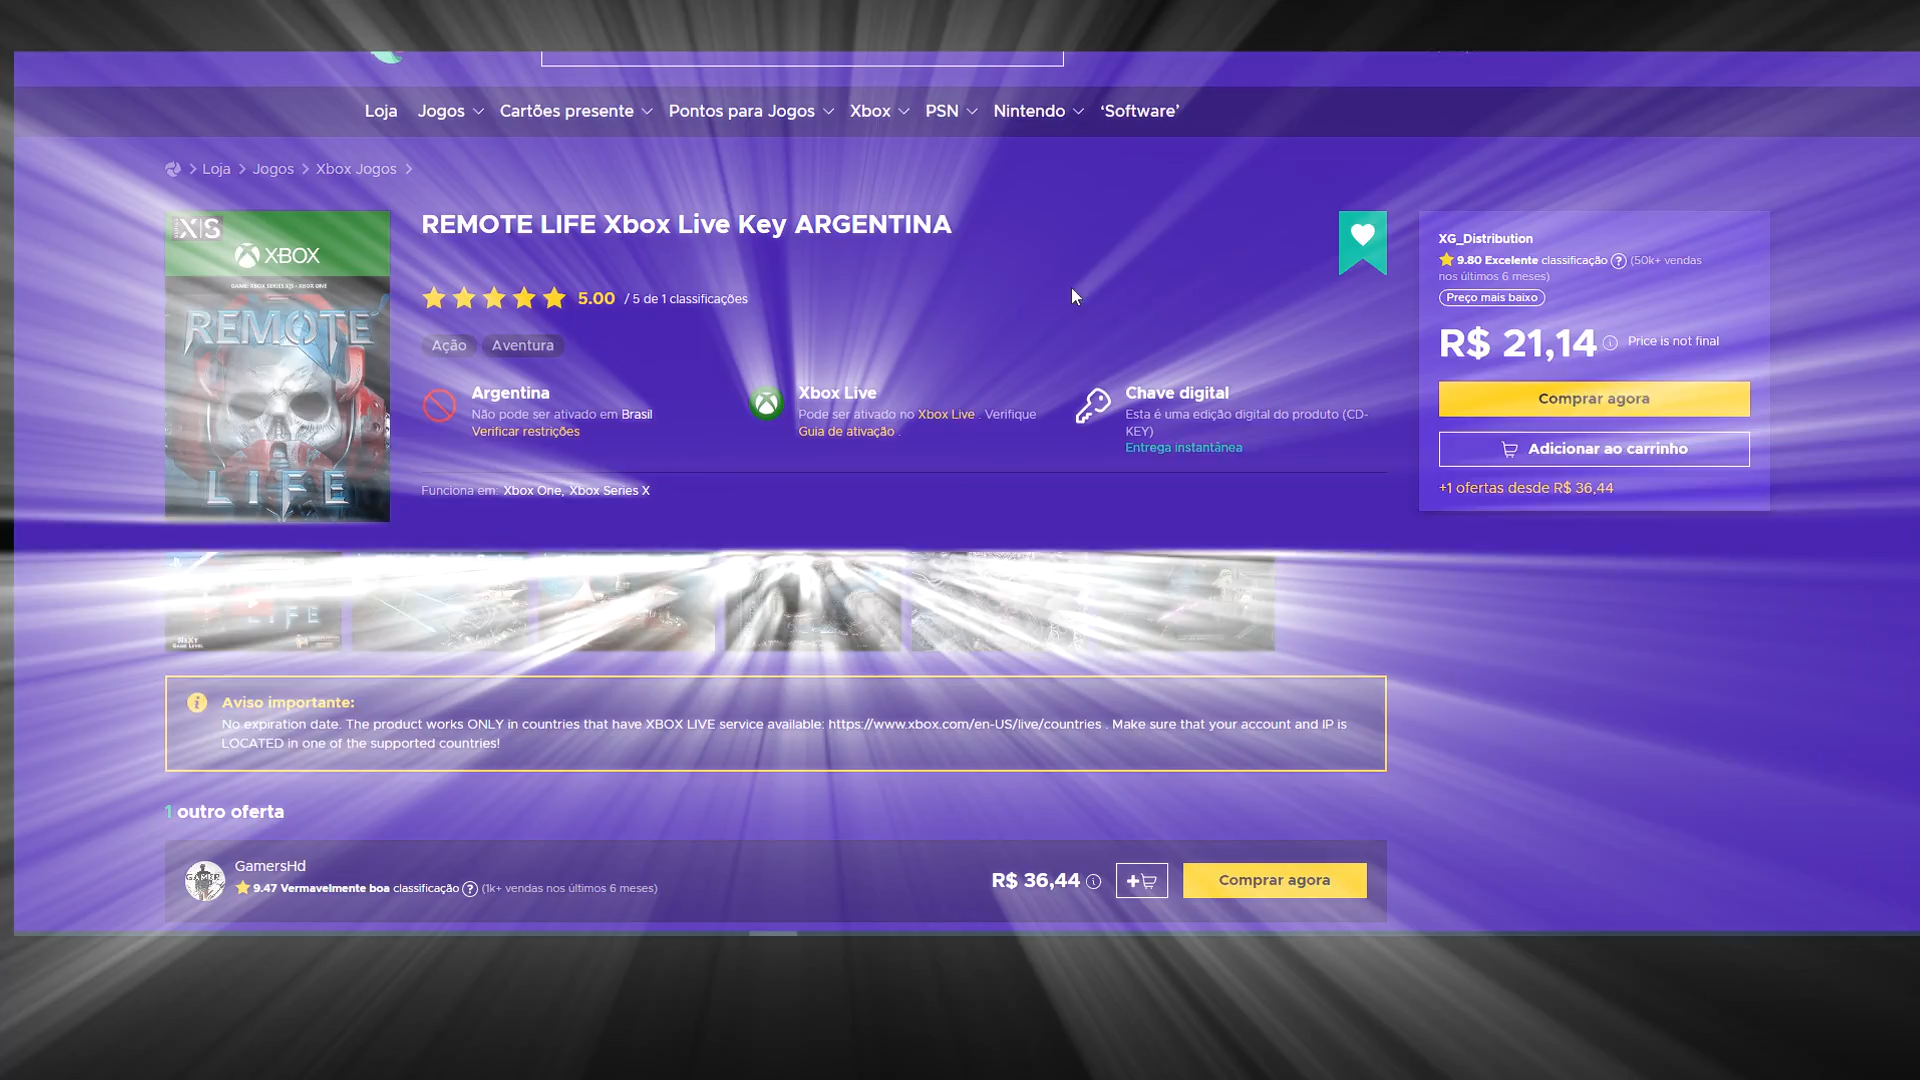 Loja Jogos Cartões presente Pontos para Jogos Xbox PSN Nintendo ‘Software’
Loja Jogos Xbox Jogos
X|S
XBOX
GAME: XBOX SERIES X|S - XBOX ONE
REMOTE
LIFE
REMOTE LIFE Xbox Live Key ARGENTINA
5.00 / 5 de 1 classificações
Ação Aventura
Argentina
Não pode ser ativado em Brasil
Verificar restrições
Xbox Live
Pode ser ativado no Xbox Live . Verifique
Guia de ativação .
Chave digital
Esta é uma edição digital do produto (CD-
KEY)
Entrega instantânea
Funciona em: Xbox One, Xbox Series X
XG_Distribution
9.80 Excelente classificação ? (50k+ vendas
nos últimos 6 meses)
Preço mais baixo
R$ 21,14 Price is not final
Comprar agora
Adicionar ao carrinho
+1 ofertas desde R$ 36,44
LIFE
Aviso importante:
No expiration date. The product works ONLY in countries that have XBOX LIVE service available: https://www.xbox.com/en-US/live/countries . Make sure that your account and IP is
LOCATED in one of the supported countries!
1 outro oferta
GAMER
GamersHd
9.47 Vermavelmente boa classificação ? (1k+ vendas nos últimos 6 meses)
R$ 36,44
+
Comprar agora